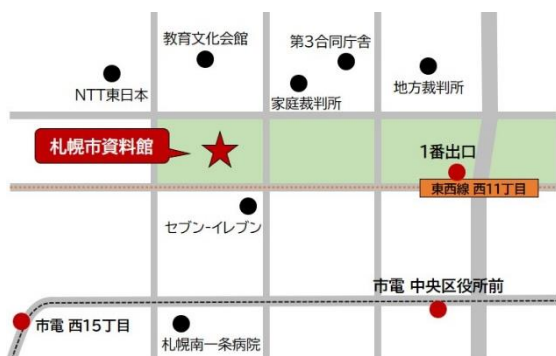 教育文化会館
第3合同庁舎
NTT東日本
家庭裁判所
地方裁判所
札幌市資料館
1番出口
東西線 西11丁目
セブン-イレブン
市電 中央区役所前
市電 西15丁目
札幌南一条病院